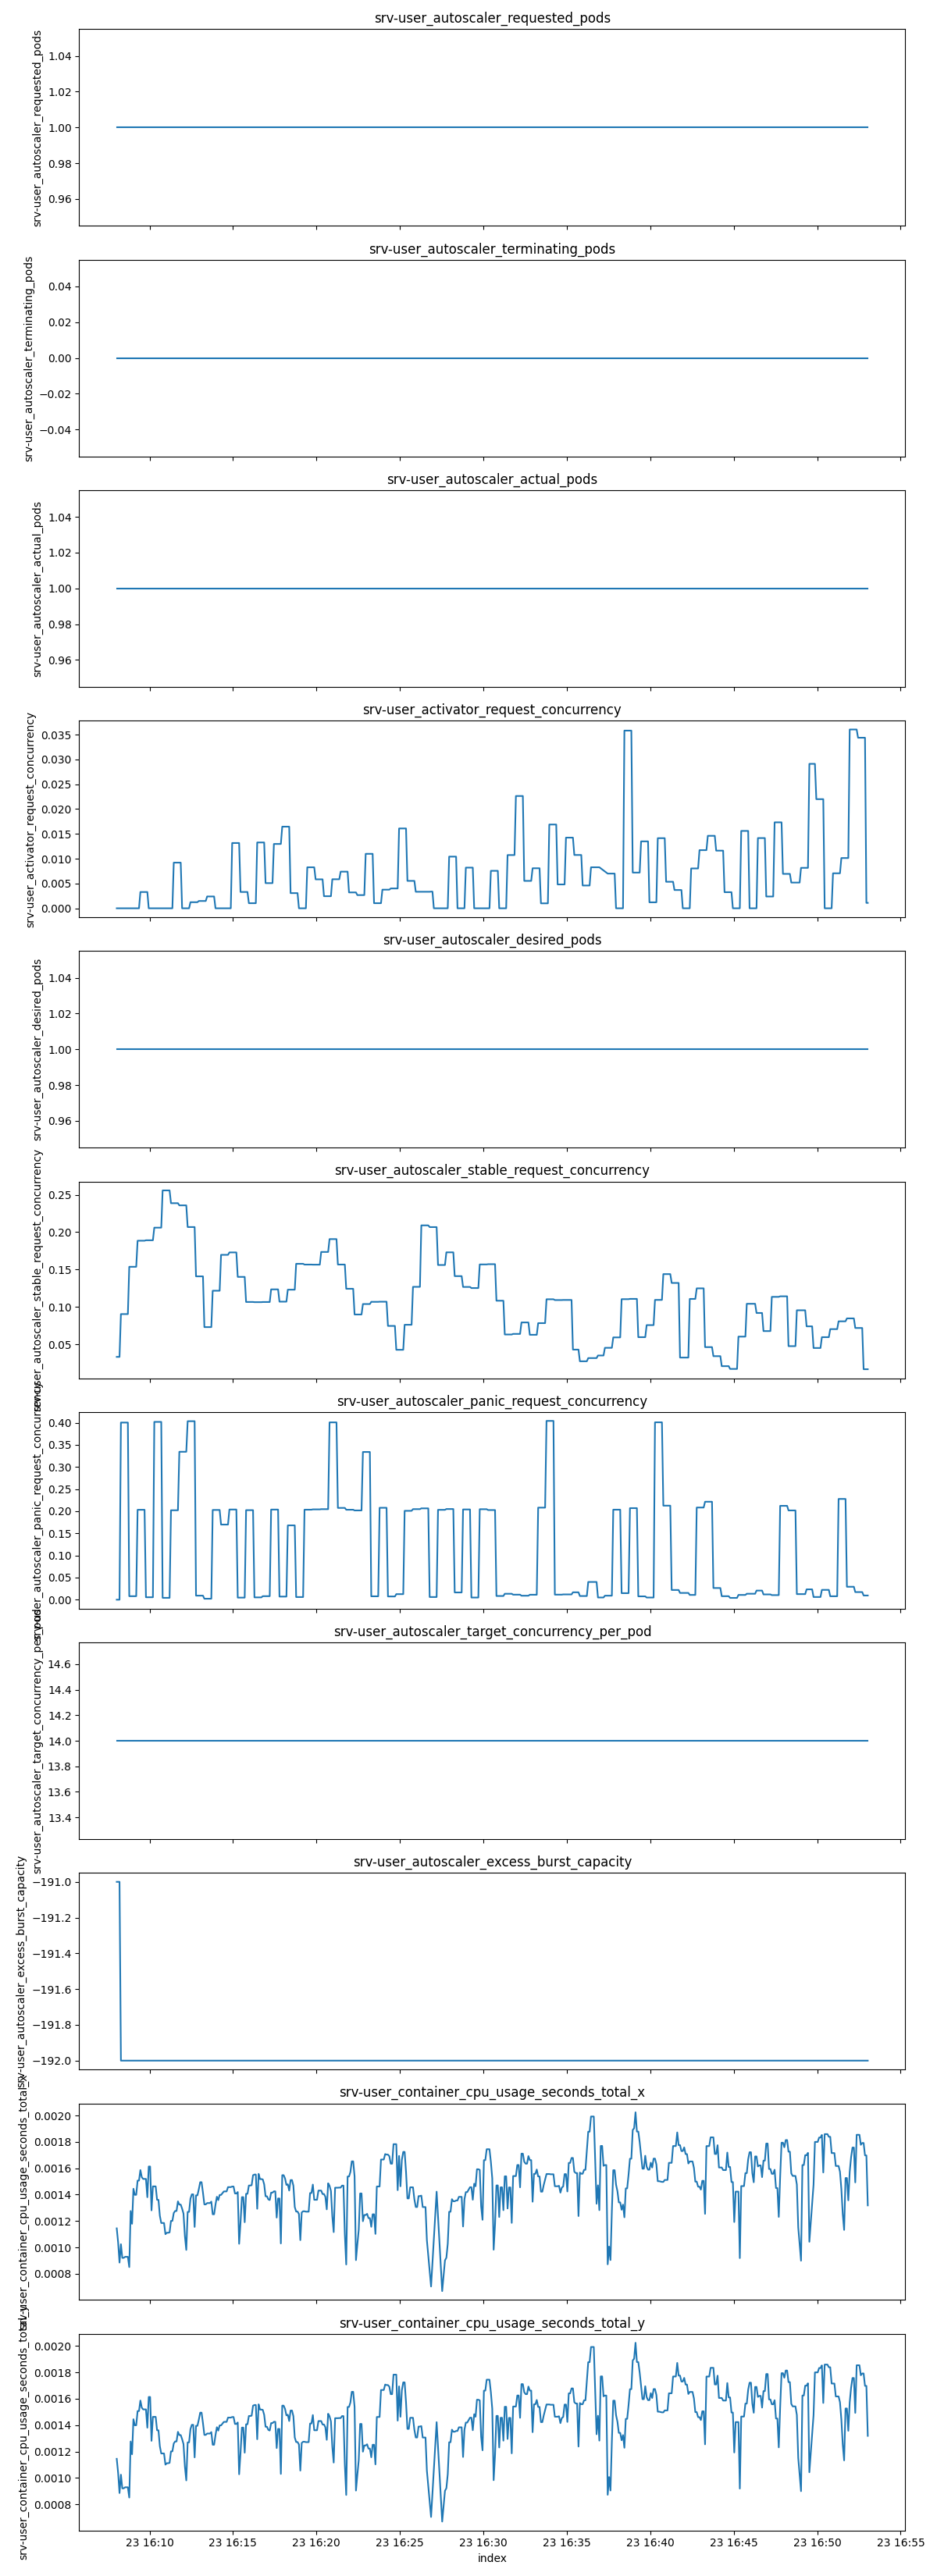 srv-user_autoscaler_requested_pods
srv-user_autoscaler_requested_pods
1.04
1.02
1.00
0.98
0.96
srv-user_autoscaler_terminating_pods
srv-user_autoscaler_terminating_pods
0.04
0.02
0.00
−0.02
−0.04
srv-user_autoscaler_actual_pods
srv-user_autoscaler_actual_pods
1.04
1.02
1.00
0.98
0.96
srv-user_activator_request_concurrency
srv-user_activator_request_concurrency
0.035
0.030
0.025
0.020
0.015
0.010
0.005
0.000
srv-user_autoscaler_desired_pods
srv-user_autoscaler_desired_pods
1.04
1.02
1.00
0.98
0.96
srv-user_autoscaler_stable_request_concurrency
srv-user_autoscaler_stable_request_concurrency
0.25
0.20
0.15
0.10
0.05
srv-user_autoscaler_panic_request_concurrency
srv-user_autoscaler_panic_request_concurrency
0.40
0.35
0.30
0.25
0.20
0.15
0.10
0.05
0.00
srv-user_autoscaler_target_concurrency_per_pod
srv-user_autoscaler_target_concurrency_per_pod
14.6
14.4
14.2
14.0
13.8
13.6
13.4
srv-user_autoscaler_excess_burst_capacity
srv-user_autoscaler_excess_burst_capacity
−191.0
−191.2
−191.4
−191.6
−191.8
−192.0
srv-user_container_cpu_usage_seconds_total_x
srv-user_container_cpu_usage_seconds_total_x
0.0020
0.0018
0.0016
0.0014
0.0012
0.0010
0.0008
srv-user_container_cpu_usage_seconds_total_y
srv-user_container_cpu_usage_seconds_total_y
0.0020
0.0018
0.0016
0.0014
0.0012
0.0010
0.0008
23 16:10 23 16:15 23 16:20 23 16:25 23 16:30 23 16:35 23 16:40 23 16:45 23 16:50 23 16:55
index